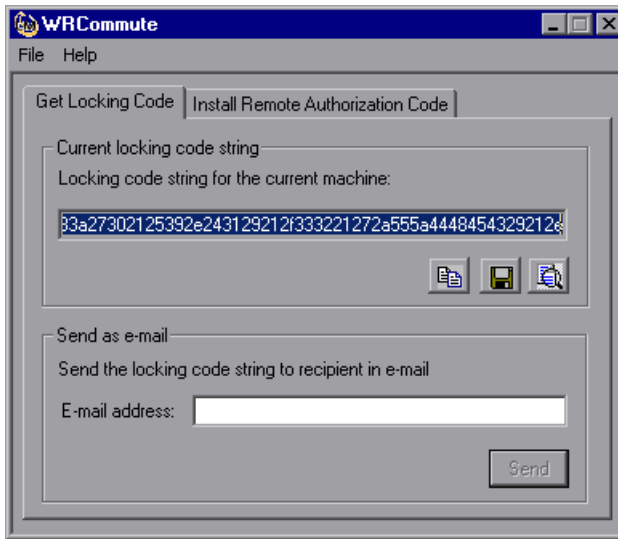 WRCommute
File Help
Get Locking Code Install Remote Authorization Code
Current locking code string
Locking code string for the current machine:
33a27302125392e243129212f333221272a555a4448454329212e
Send as e-mail
Send the locking code string to recipient in e-mail
E-mail address:
Send